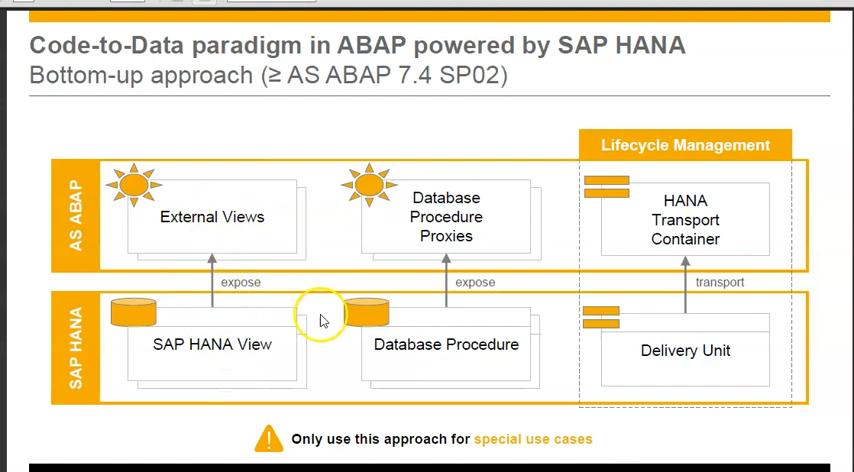 Code-to-Data paradigm in ABAP powered by SAP HANA
Bottom-up approach (≥ AS ABAP 7.4 SP02)
Lifecycle Management
AS ABAP
External Views
Database
Procedure
Proxies
HANA
Transport
Container
expose
expose
transport
SAP HANA
SAP HANA View
Database Procedure
Delivery Unit
Only use this approach for special use cases